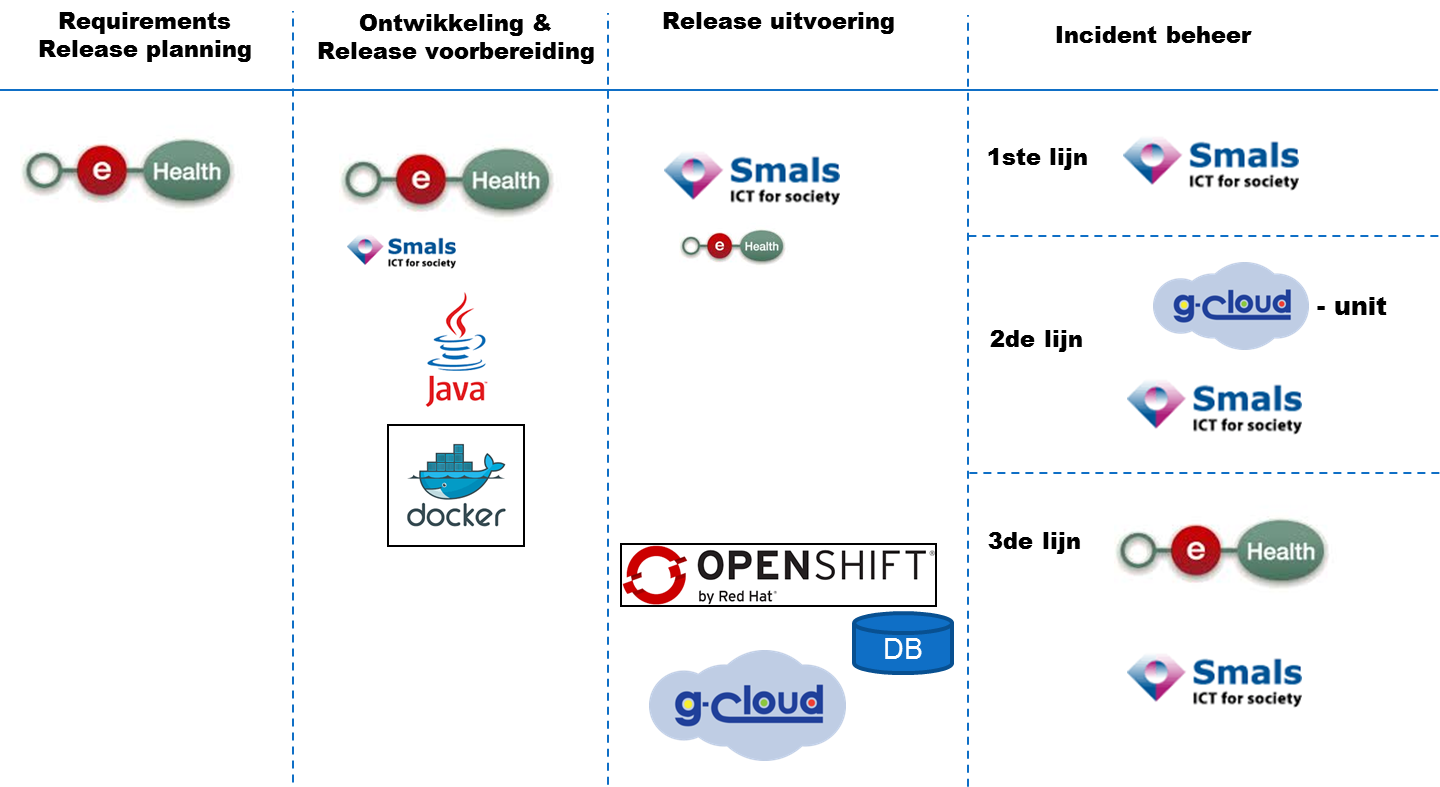 Requirements
Release planning
Ontwikkeling &
Release voorbereiding
Release uitvoering
Incident beheer
e Health
e Health
Smals
ICT for society
Java™
docker
Smals
ICT for society
e Health
OPENSHIFT®
by Red Hat®
DB
g-cloud
1ste lijn
Smals
ICT for society
2de lijn
g-cloud - unit
Smals
ICT for society
3de lijn
e Health
Smals
ICT for society